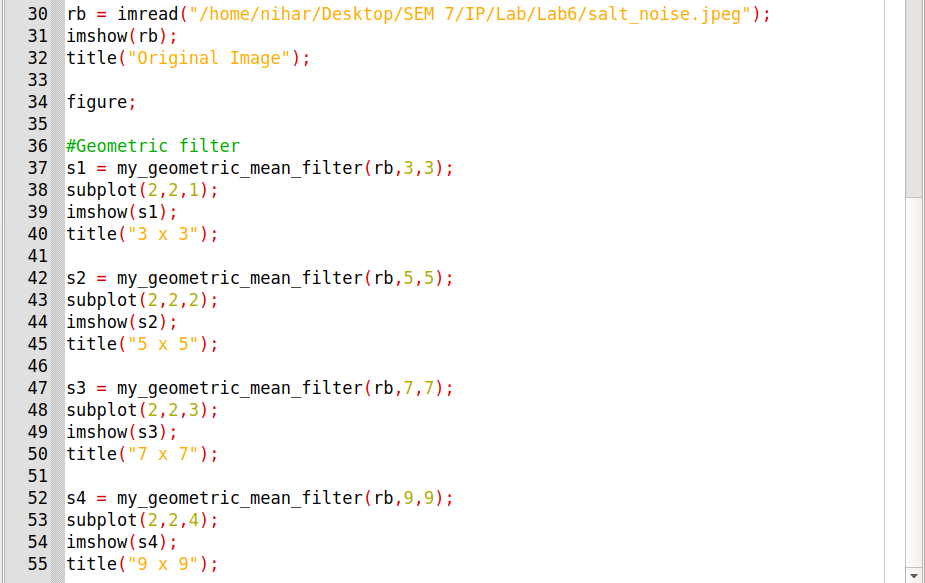 30 rb = imread("/home/nihar/Desktop/SEM 7/IP/Lab/Lab6/salt_noise.jpeg");
31 imshow(rb);
32 title("Original Image");
33
34 figure;
35
36 #Geometric filter
37 s1 = my_geometric_mean_filter(rb,3,3);
38 subplot(2,2,1);
39 imshow(s1);
40 title("3 x 3");
41
42 s2 = my_geometric_mean_filter(rb,5,5);
43 subplot(2,2,2);
44 imshow(s2);
45 title("5 x 5");
46
47 s3 = my_geometric_mean_filter(rb,7,7);
48 subplot(2,2,3);
49 imshow(s3);
50 title("7 x 7");
51
52 s4 = my_geometric_mean_filter(rb,9,9);
53 subplot(2,2,4);
54 imshow(s4);
55 title("9 x 9");